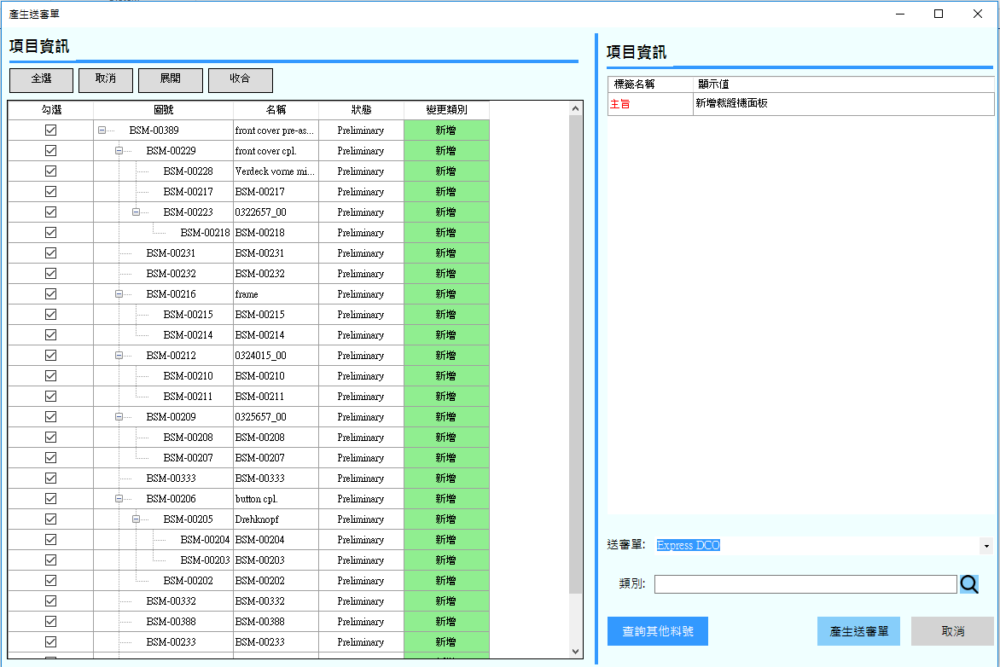 產生送審單
項目資訊
全選 取消 展開 收合
勾選 圖號 名稱 狀態 變更類別
BSM-00389 front cover pre-as... Preliminary 新增
BSM-00229 front cover cpl. Preliminary 新增
BSM-00228 Verdeck vorne mi... Preliminary 新增
BSM-00217 BSM-00217 Preliminary 新增
BSM-00223 0322657_00 Preliminary 新增
BSM-00218 BSM-00218 Preliminary 新增
BSM-00231 BSM-00231 Preliminary 新增
BSM-00232 BSM-00232 Preliminary 新增
BSM-00216 frame Preliminary 新增
BSM-00215 BSM-00215 Preliminary 新增
BSM-00214 BSM-00214 Preliminary 新增
BSM-00212 0324015_00 Preliminary 新增
BSM-00210 BSM-00210 Preliminary 新增
BSM-00211 BSM-00211 Preliminary 新增
BSM-00209 0325657_00 Preliminary 新增
BSM-00208 BSM-00208 Preliminary 新增
BSM-00207 BSM-00207 Preliminary 新增
BSM-00333 BSM-00333 Preliminary 新增
BSM-00206 button cpl. Preliminary 新增
BSM-00205 Drehknopf Preliminary 新增
BSM-00204 BSM-00204 Preliminary 新增
BSM-00203 BSM-00203 Preliminary 新增
BSM-00202 BSM-00202 Preliminary 新增
BSM-00332 BSM-00332 Preliminary 新增
BSM-00388 BSM-00388 Preliminary 新增
BSM-00233 BSM-00233 Preliminary 新增
項目資訊
標籤名稱 顯示值
主旨 新增裁縫機面板
送審單: Express DCO
類別:
查詢其他料號 產生送審單 取消